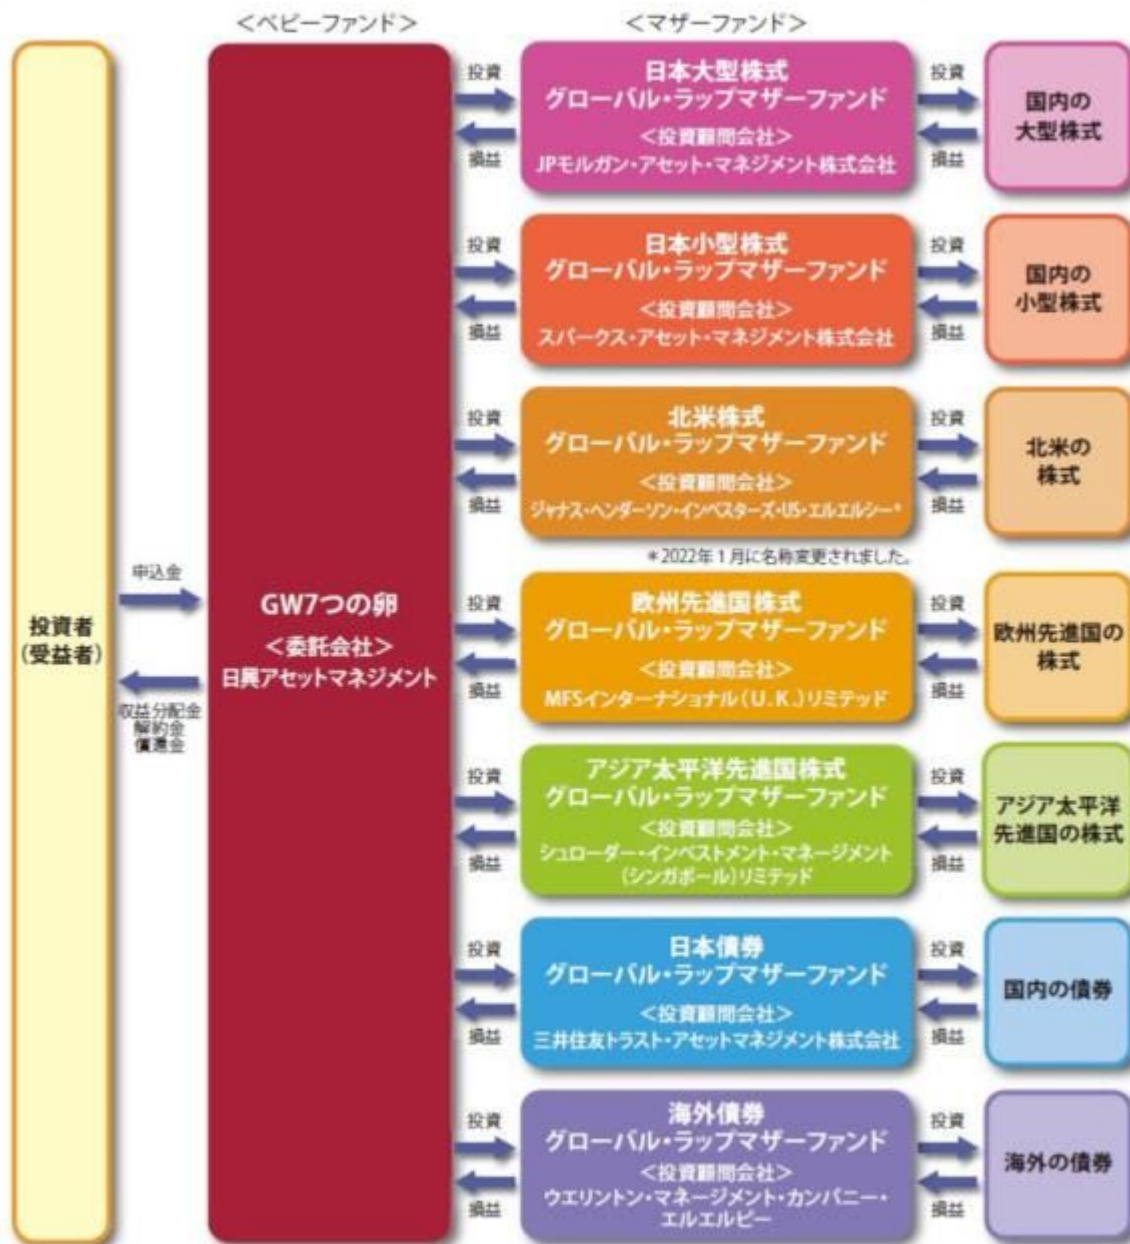 ＜ベビーファンド＞
＜マザーファンド＞
投資者
(受益者)
申込金
収益分配金
解約金
償還金
GW7つの卵
＜委託会社＞
日興アセットマネジメント
投資
損益
日本大型株式
グローバル・ラップマザーファンド
＜投資顧問会社＞
JPモルガン・アセット・マネジメント株式会社
投資
損益
国内の
大型株式
投資
損益
日本小型株式
グローバル・ラップマザーファンド
＜投資顧問会社＞
スパークス・アセット・マネジメント株式会社
投資
損益
国内の
小型株式
投資
損益
北米株式
グローバル・ラップマザーファンド
＜投資顧問会社＞
ジャナス・ヘンダーソン・インベスターズ・US・エルエルシー*
投資
損益
北米の
株式
＊2022年1月に名称変更されました。
投資
損益
欧州先進国株式
グローバル・ラップマザーファンド
＜投資顧問会社＞
MFSインターナショナル(U.K.)リミテッド
投資
損益
欧州先進国の
株式
投資
損益
アジア太平洋先進国株式
グローバル・ラップマザーファンド
＜投資顧問会社＞
シュローダー・インベストメント・マネージメント
(シンガポール)リミテッド
投資
損益
アジア太平洋
先進国の株式
投資
損益
日本債券
グローバル・ラップマザーファンド
＜投資顧問会社＞
三井住友トラスト・アセットマネジメント株式会社
投資
損益
国内の債券
投資
損益
海外債券
グローバル・ラップマザーファンド
＜投資顧問会社＞
ウエリントン・マネージメント・カンパニー・
エルエルピー
投資
損益
海外の債券